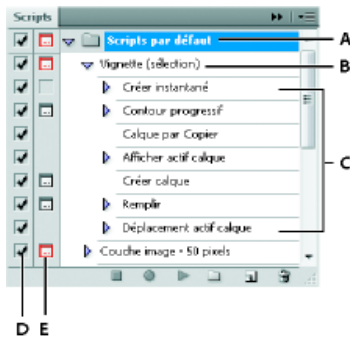 Scripts
Scripts par défaut
A
Vignette (sélection)
B
Créer instantané
Contour progressif
Calque par Copier
Afficher actif calque
C
Créer calque
Remplir
Déplacement actif calque
Couche image - 50 pixels
D E